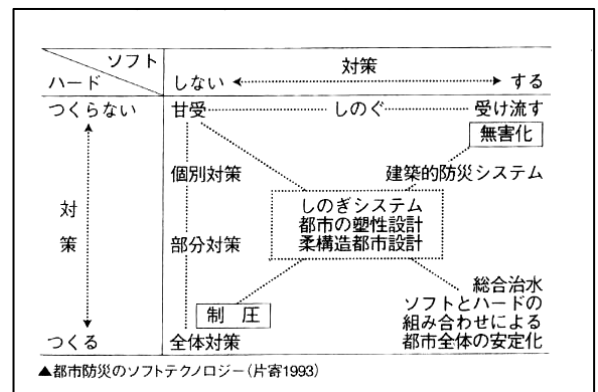 ソフト
対策
ハード
しない する
つくらない
甘受 しのぐ 受け流す
無害化
個別対策
建築的防災システム
対
策
しのぎシステム
都市の塑性設計
柔構造都市設計
部分対策
制 圧
総合治水
ソフトとハードの
組み合わせによる
都市全体の安定化
つくる
全体対策
▲都市防災のソフトテクノロジー(片寄1993)